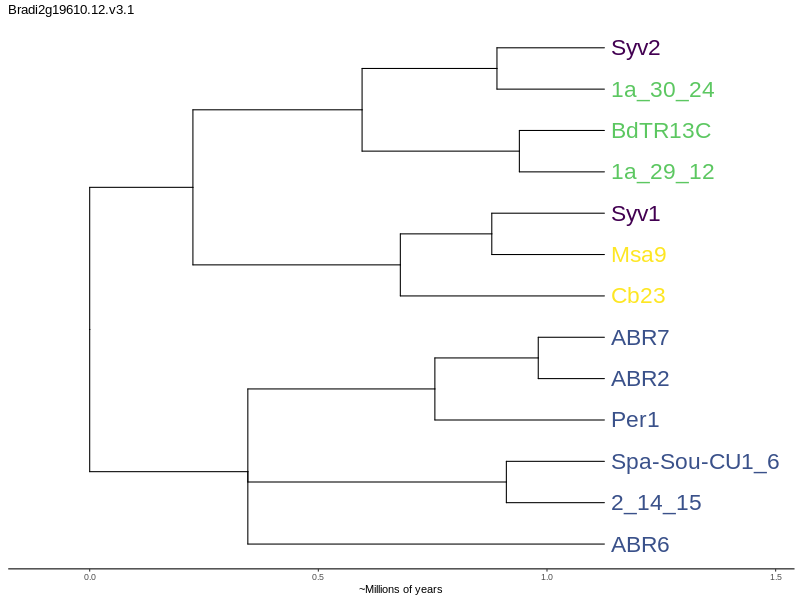 Bradi2g19610.12.v3.1
Syv2
1a_30_24
BdTR13C
1a_29_12
Syv1
Msa9
Cb23
ABR7
ABR2
Per1
Spa-Sou-CU1_6
2_14_15
ABR6
0.0 0.5 1.0 1.5
~Millions of years